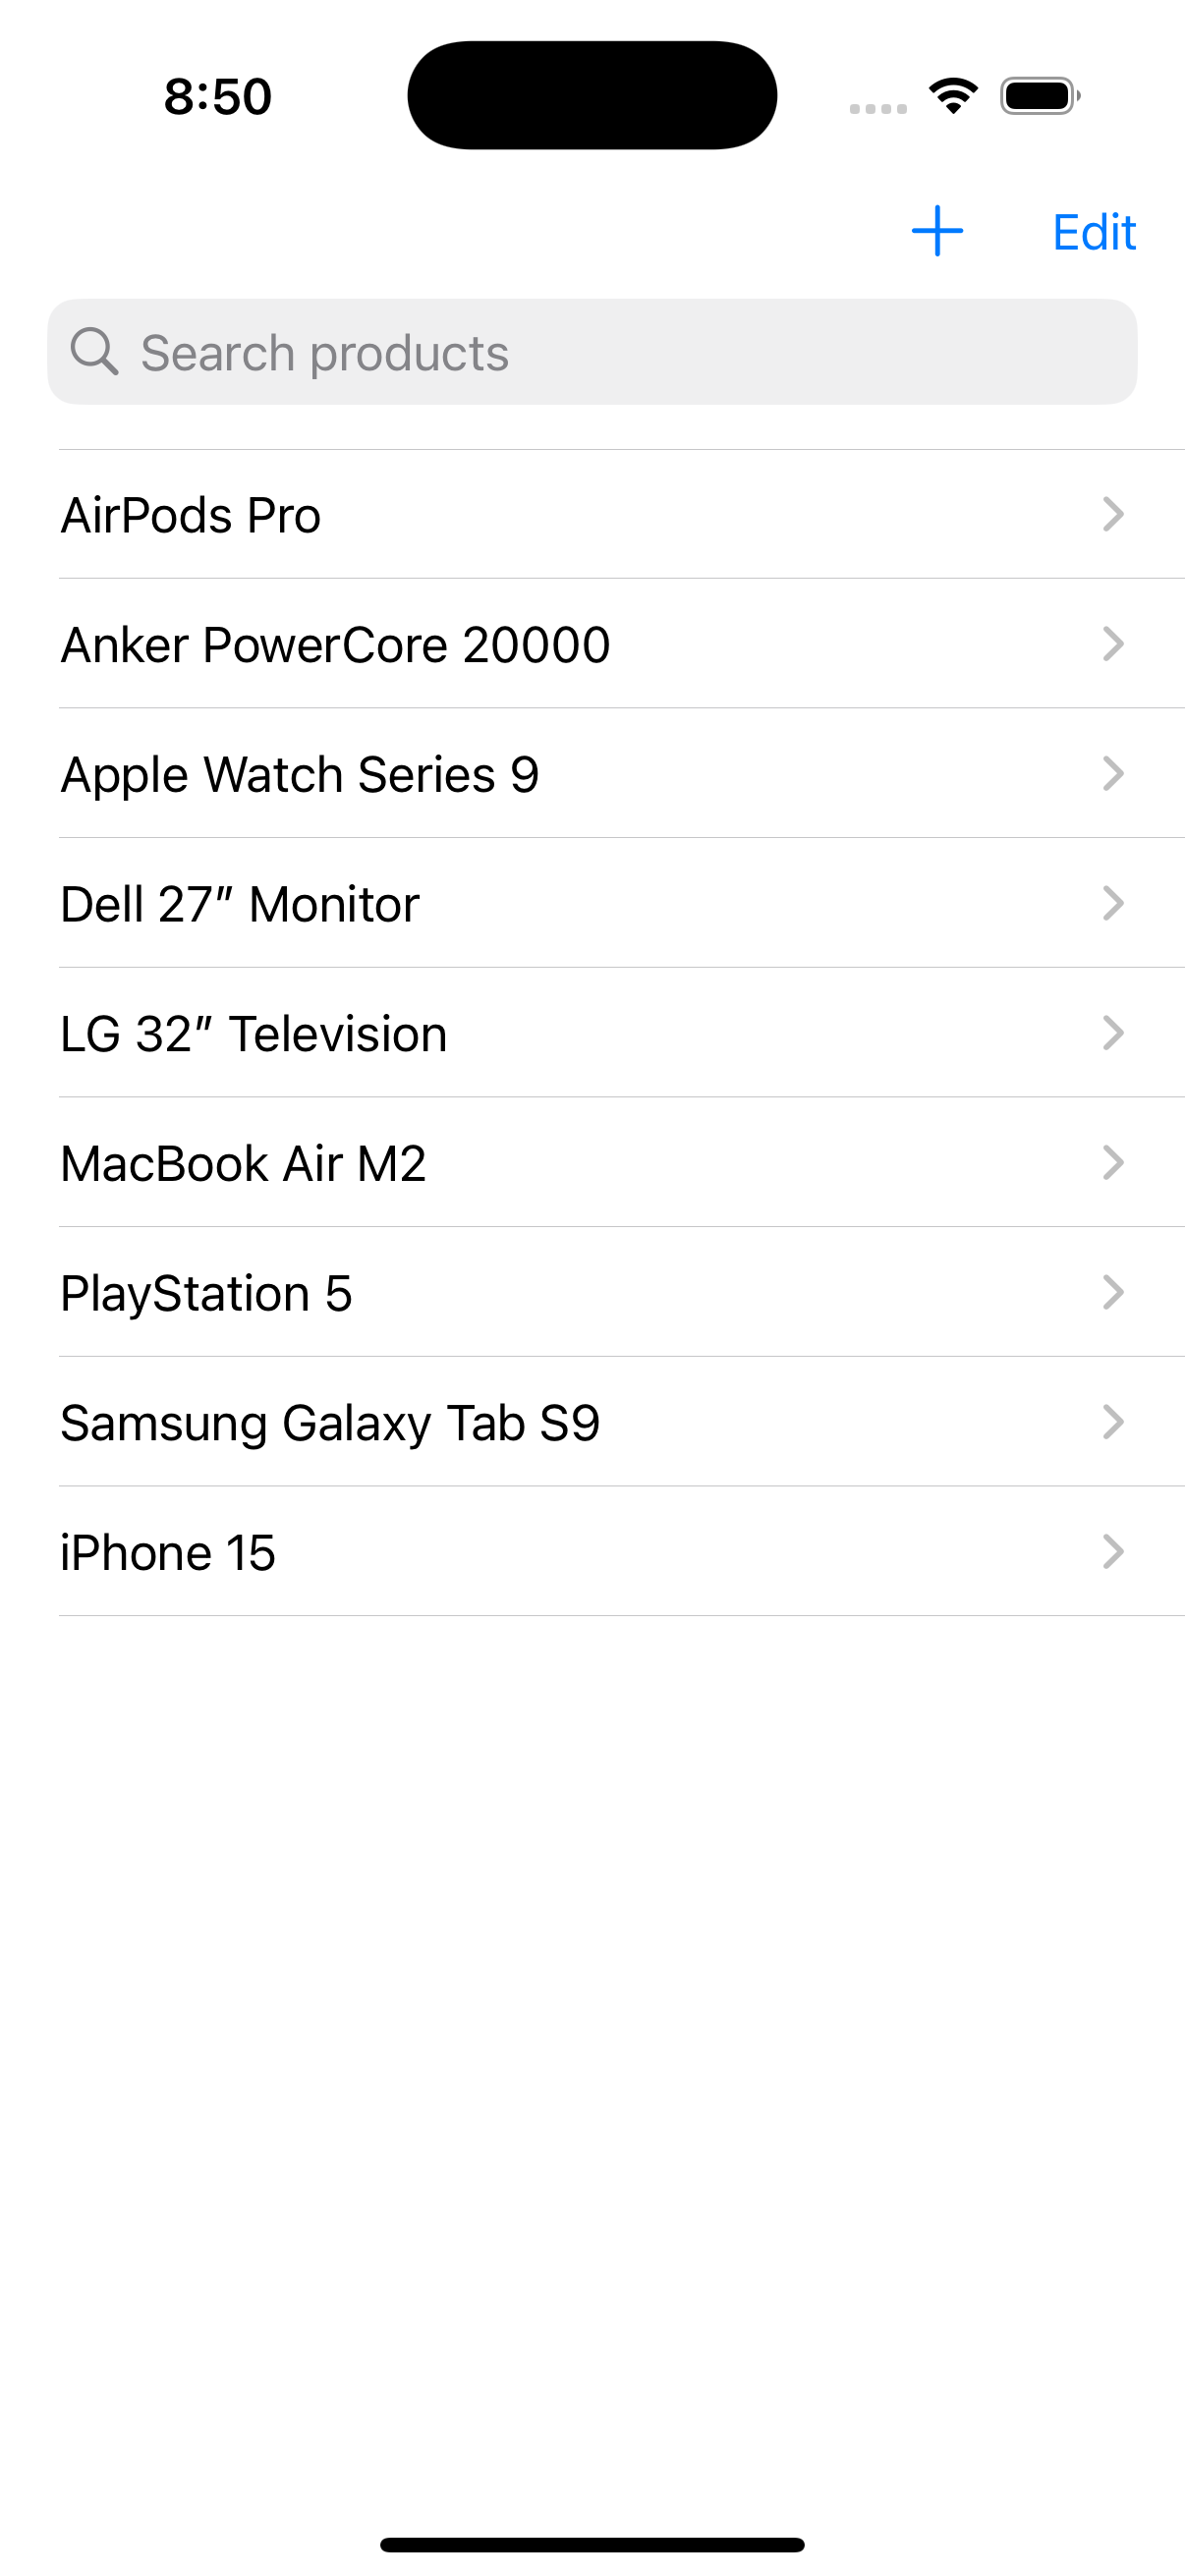 8:50
Edit
Search products
AirPods Pro
Anker PowerCore 20000
Apple Watch Series 9
Dell 27” Monitor
LG 32” Television
MacBook Air M2
PlayStation 5
Samsung Galaxy Tab S9
iPhone 15